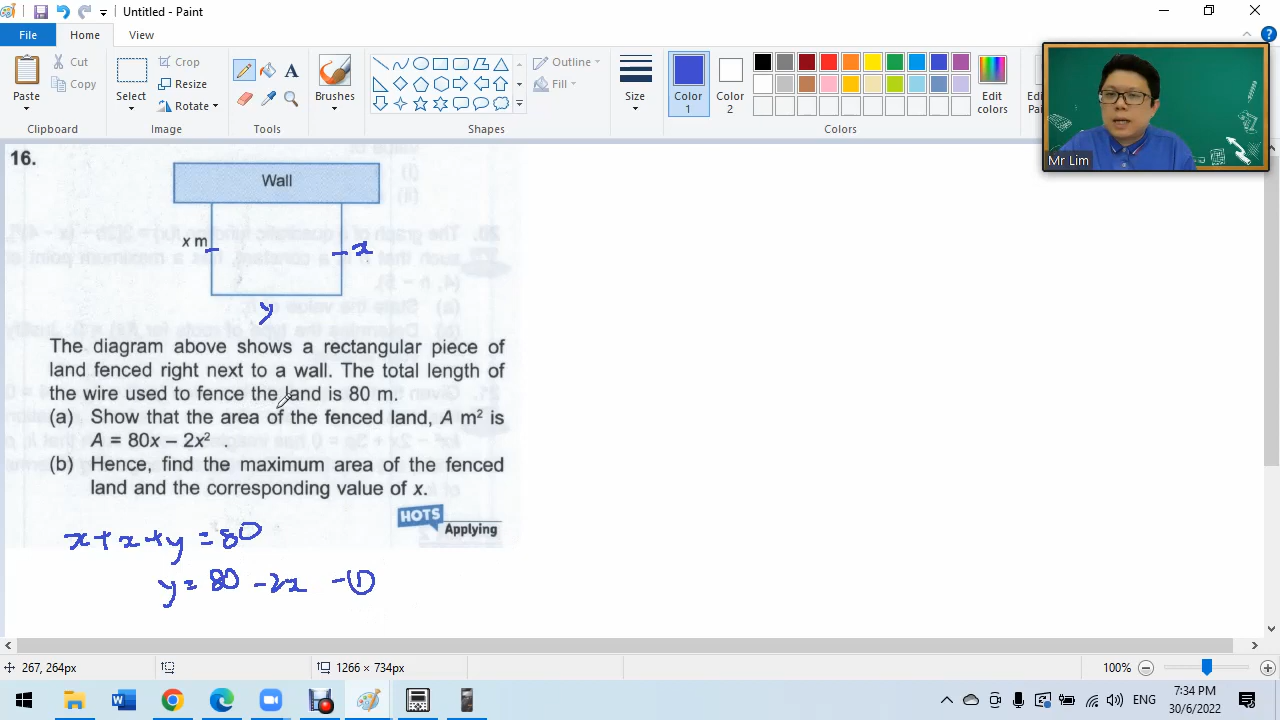 Untitled - Paint
File Home View
Cut
Copy
Paste
Clipboard
Crop
Resize
Rotate
Select
Image
A
Tools
Brushes
Outline
Fill
Shapes
Size
Color 1
Color 2
Edit colors
Colors
Mr Lim
16.
Wall
x m
x
y
The diagram above shows a rectangular piece of
land fenced right next to a wall. The total length of
the wire used to fence the land is 80 m.
(a) Show that the area of the fenced land, A m² is
A = 80x – 2x² .
(b) Hence, find the maximum area of the fenced
land and the corresponding value of x.
HOTS
Applying
x+x+y = 80
y = 80 - 2x - ①
267, 264px
1266 × 734px
100%
ENG
7:34 PM
30/6/2022